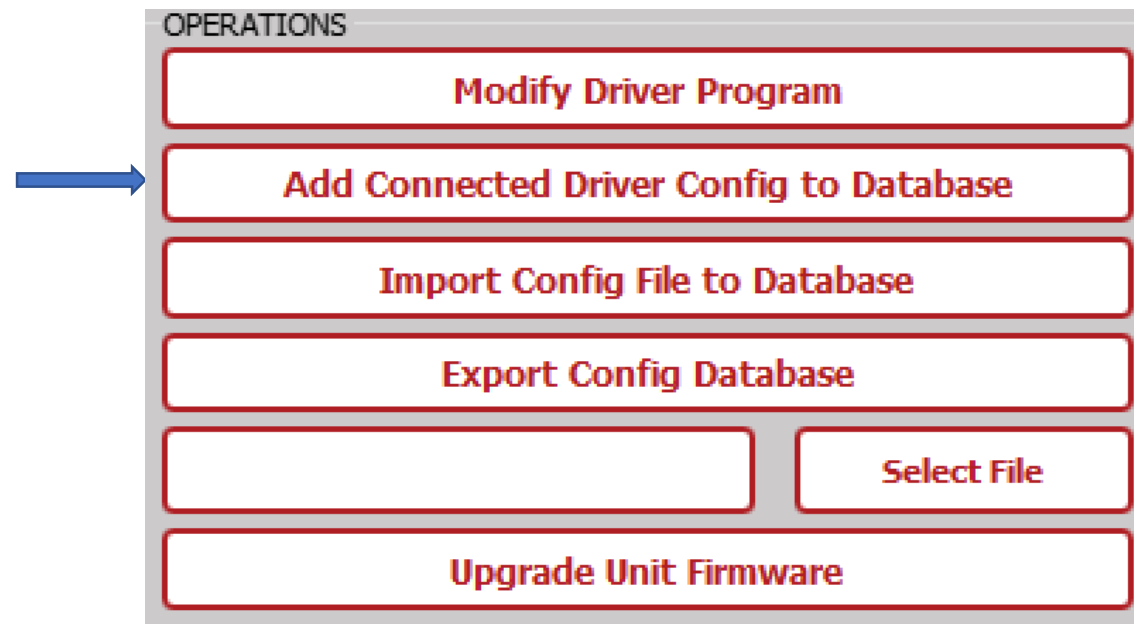 OPERATIONS
Modify Driver Program
Add Connected Driver Config to Database
Import Config File to Database
Export Config Database
Select File
Upgrade Unit Firmware